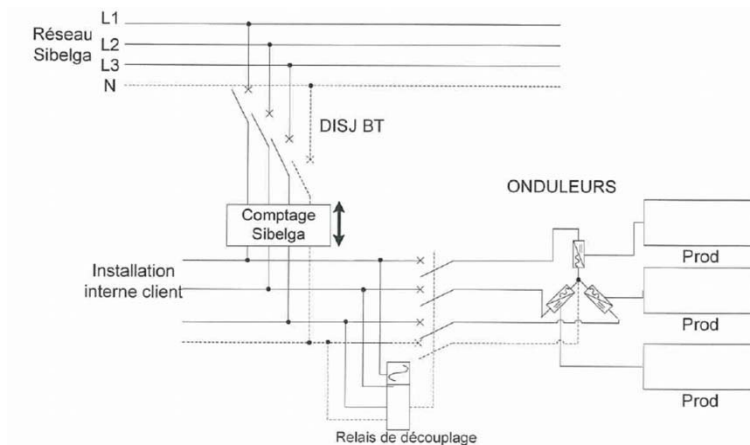 L1
Réseau
Sibelga
L2
L3
N
DISJ BT
ONDULEURS
Comptage
Sibelga
Prod
Installation
interne client
Prod
Prod
Relais de découplage